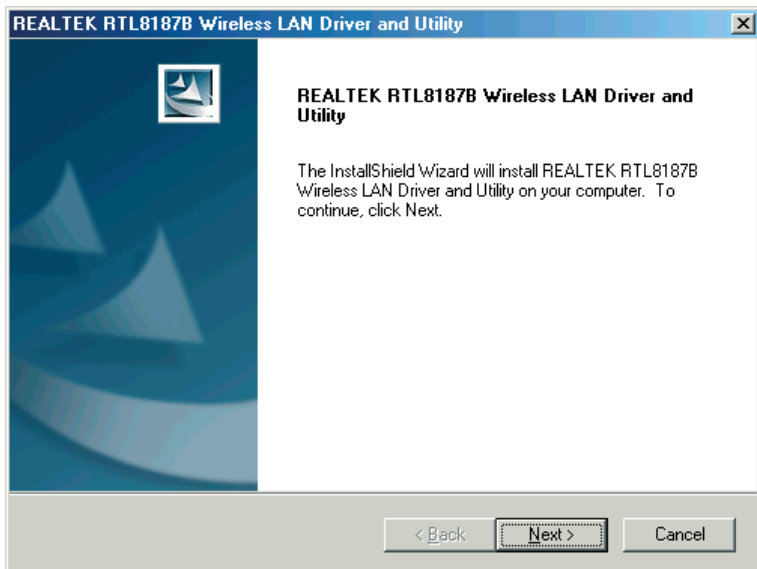 REALTEK RTL8187B Wireless LAN Driver and Utility
REALTEK RTL8187B Wireless LAN Driver and
Utility
The InstallShield Wizard will install REALTEK RTL8187B
Wireless LAN Driver and Utility on your computer.  To
continue, click Next.
< Back
Next >
Cancel